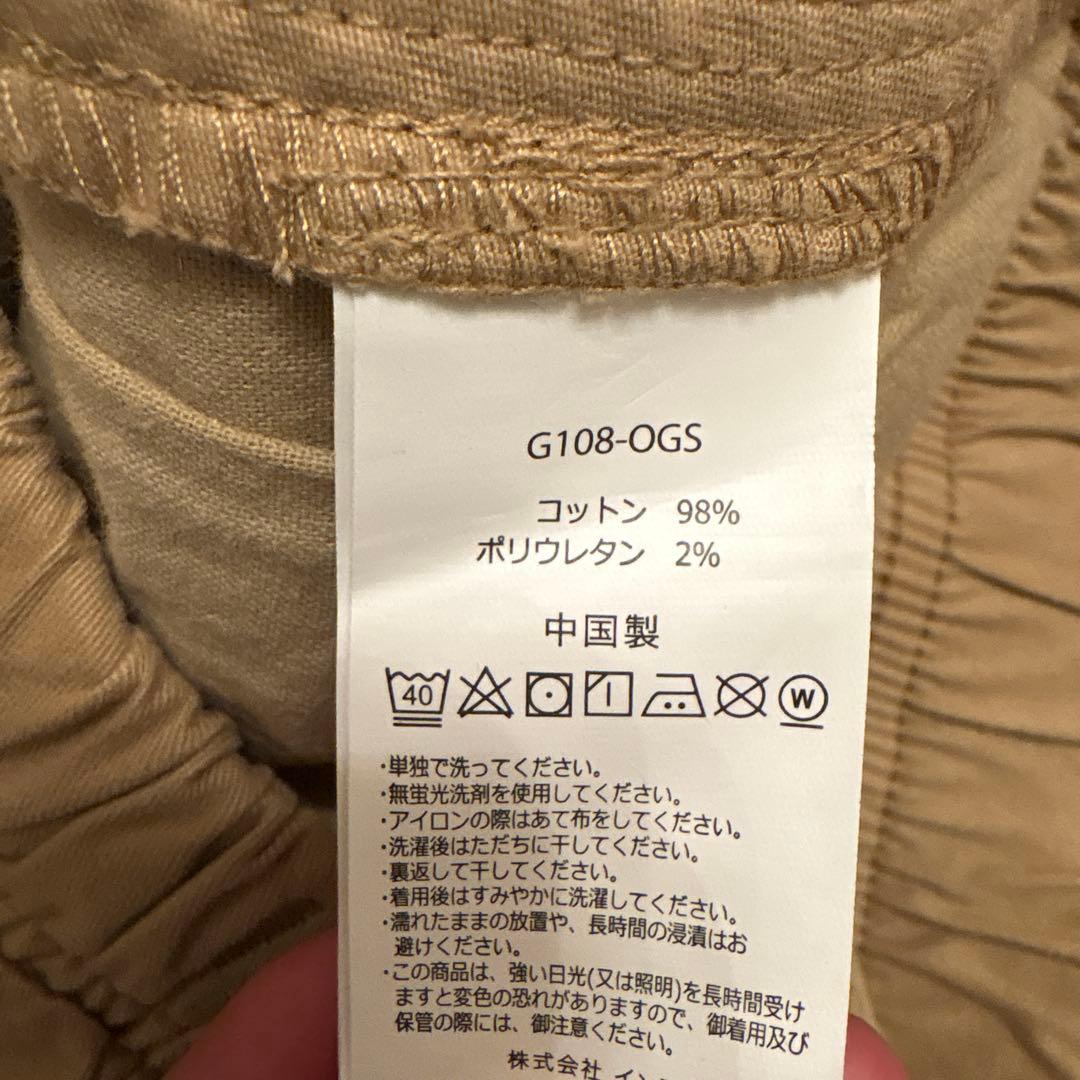 G108-OGS
コットン 98%
ポリウレタン 2%
中国製
40 W
・単独で洗ってください。
・無蛍光洗剤を使用してください。
・アイロンの際はあて布をしてください。
・洗濯後はただちに干してください。
・裏返して干してください。
・着用後はすみやかに洗濯してください。
・濡れたままの放置や、長時間の浸漬はお
避けください。
・この商品は、強い日光(又は照明)を長時間受け
ますと変色の恐れがありますので、御着用及び
保管の際には、御注意ください。
株式会社